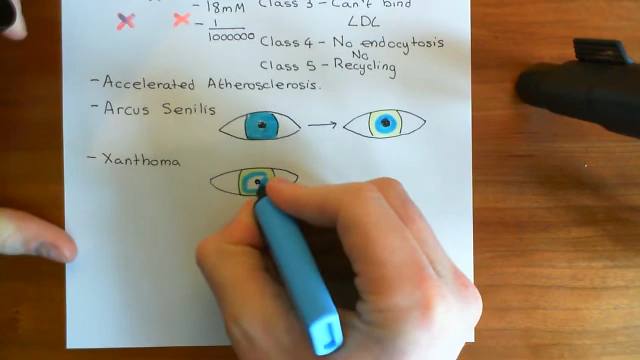 - 18mM
Class 3 - Can't bind
LDL
- 1/1000000
Class 4 - No endocytosis
Class 5 - No Recycling
- Accelerated Atherosclerosis.
- Arcus Senilis
- Xanthoma